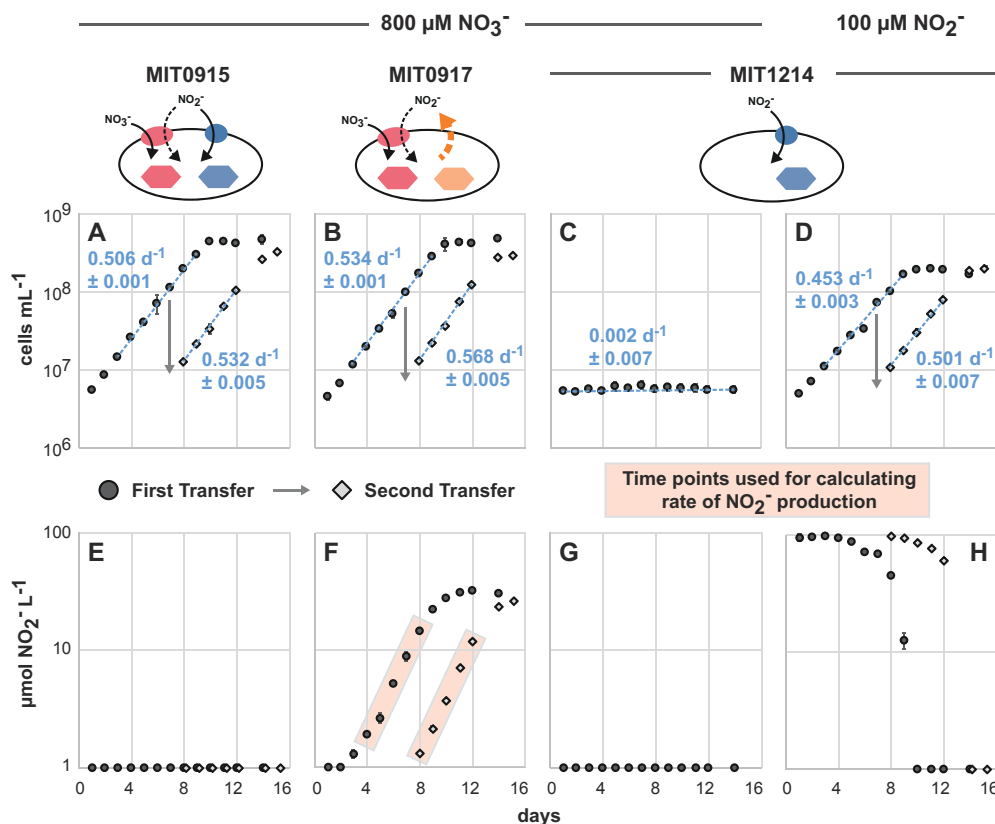 800 µM NO3-
100 µM NO2-
MIT0915
MIT0917
MIT1214
NO3-
NO2-
NO3-
NO2-
NO2-
cells mL-1
10^9
10^8
10^7
10^6
A
0.506 d-1
± 0.001
0.532 d-1
± 0.005
B
0.534 d-1
± 0.001
0.568 d-1
± 0.005
C
0.002 d-1
± 0.007
D
0.453 d-1
± 0.003
0.501 d-1
± 0.007
First Transfer
Second Transfer
Time points used for calculating
rate of NO2- production
µmol NO2- L-1
100
10
1
E
F
G
H
0 4 8 12 16
0 4 8 12 16
0 4 8 12 16
0 4 8 12 16
days